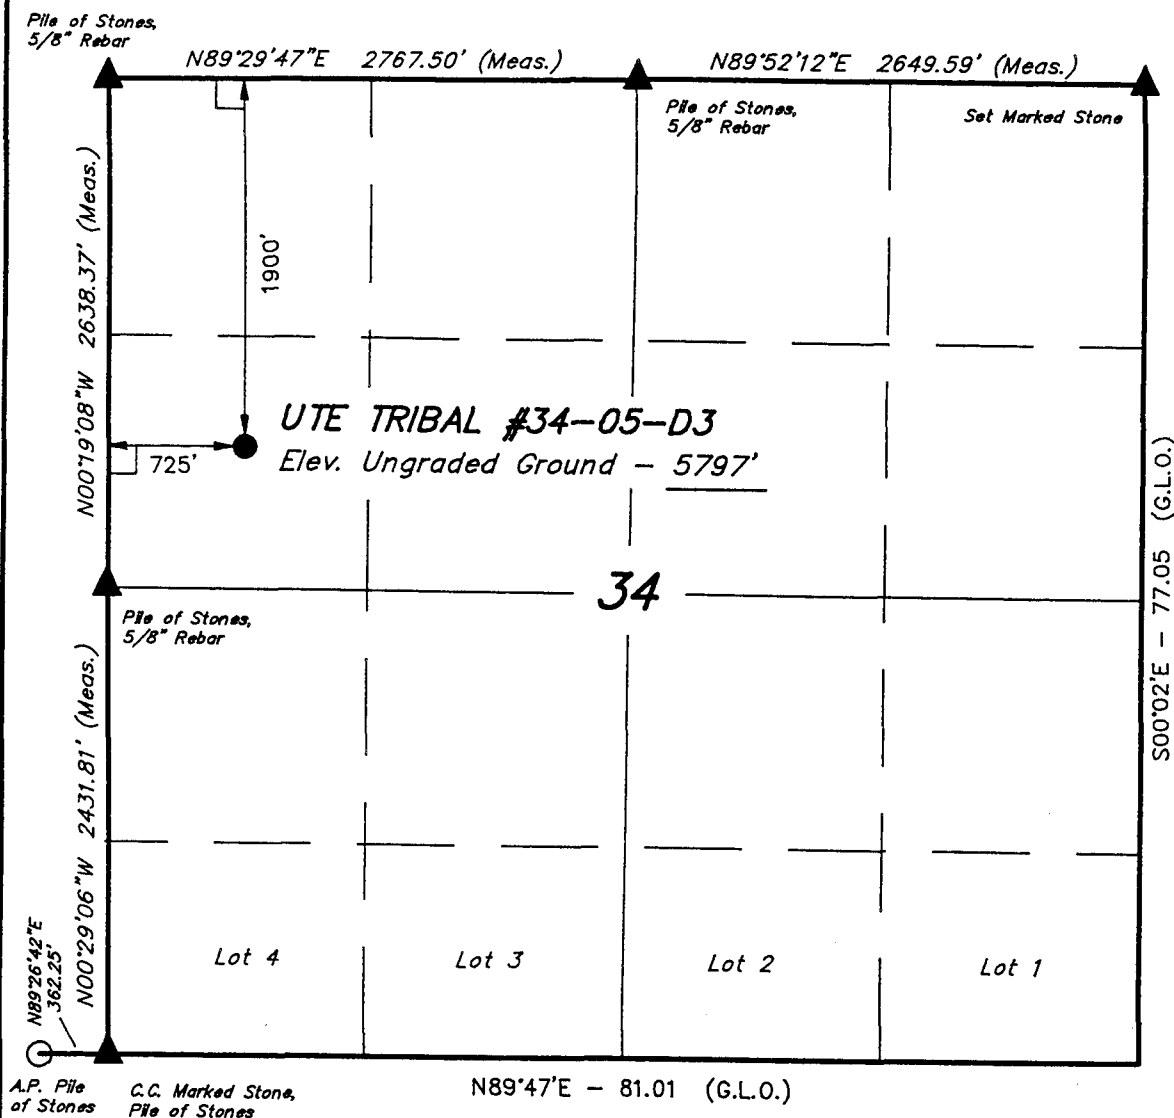 Pile of Stones,
5/8" Rebar
N89°29'47"E 2767.50' (Meas.)
N89°52'12"E 2649.59' (Meas.)
Pile of Stones,
5/8" Rebar
Set Marked Stone
N00°19'08"W 2638.37' (Meas.)
1900'
UTE TRIBAL #34-05-D3
725'
Elev. Ungraded Ground - 5797'
S00°02'E - 77.05 (G.L.O.)
34
Pile of Stones,
5/8" Rebar
N00°29'06"W 2431.81' (Meas.)
N89°26'42"E
362.25'
Lot 4
Lot 3
Lot 2
Lot 1
A.P. Pile
of Stones
C.C. Marked Stone,
Pile of Stones
N89°47'E - 81.01 (G.L.O.)